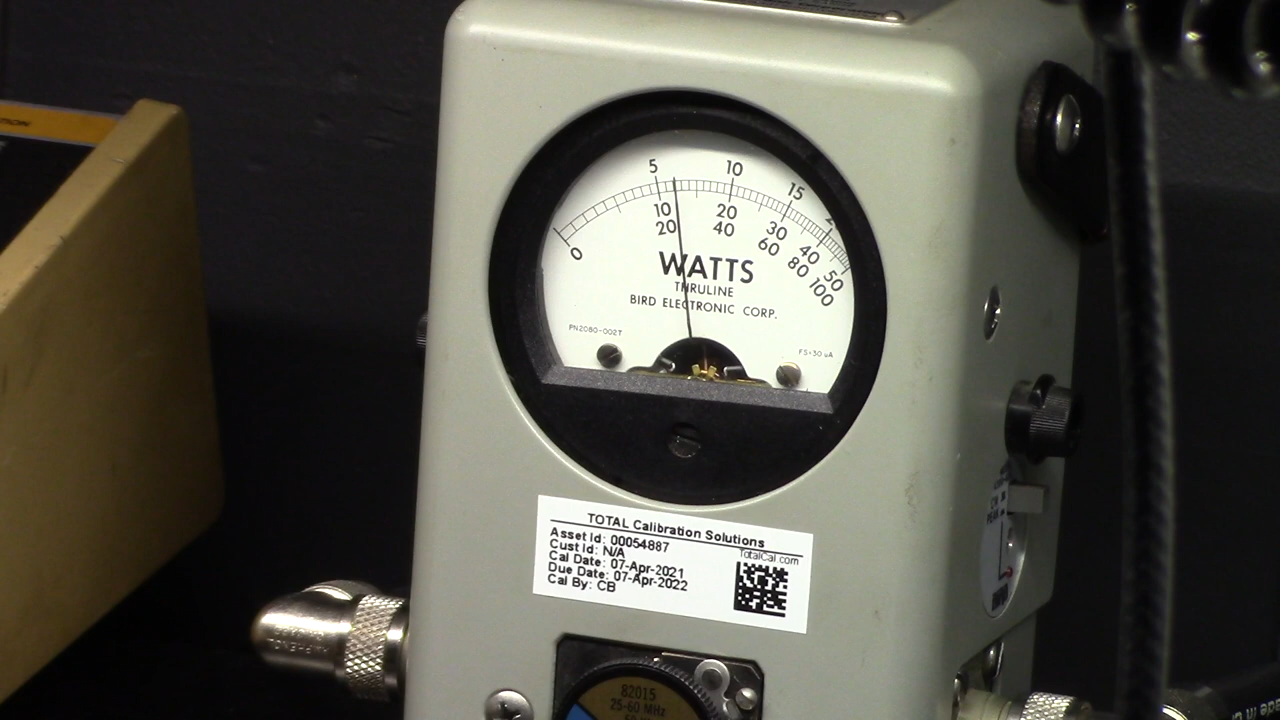 5 10 15
10 20 30 40 50
0 20 40 60 80 100
WATTS
THRULINE
BIRD ELECTRONIC CORP.
PN2080-002T
FS=30 uA
TOTAL Calibration Solutions
TotalCal.com
Asset Id: 00054887
Cust Id: N/A
Cal Date: 07-Apr-2021
Due Date: 07-Apr-2022
Cal By: CB
82015
25-60 MHz